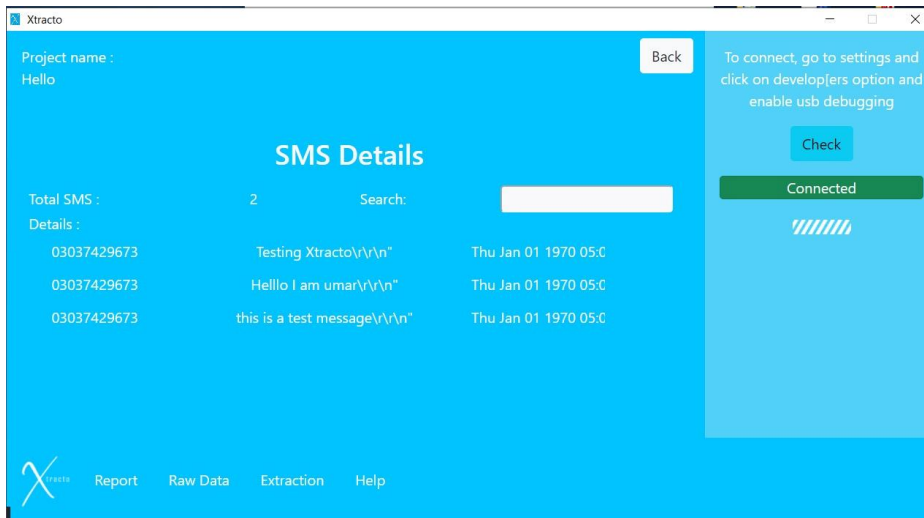 Xtracto
Project name :
Hello
Back
SMS Details
Total SMS : 2 Search:
Details :
03037429673 Testing Xtracto\r\r\n" Thu Jan 01 1970 05:0
03037429673 Helllo I am umar\r\r\n" Thu Jan 01 1970 05:0
03037429673 this is a test message\r\r\n" Thu Jan 01 1970 05:0
To connect, go to settings and
click on develop[ers option and
enable usb debugging
Check
Connected
Xtracto Report Raw Data Extraction Help